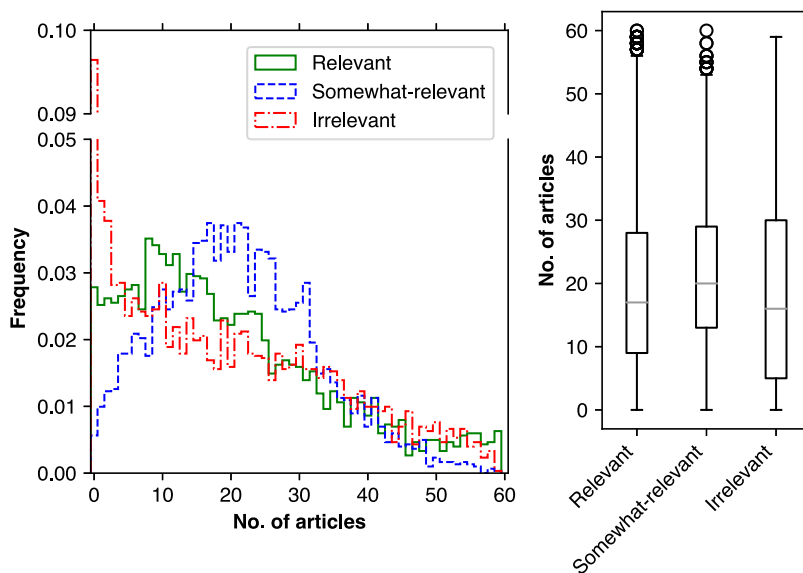 0.10
0.09
0.05
0.04
0.03
0.02
0.01
0.00
Frequency
Relevant
Somewhat-relevant
Irrelevant
0 10 20 30 40 50 60
No. of articles
60
50
40
30
20
10
0
No. of articles
Relevant
Somewhat-relevant
Irrelevant